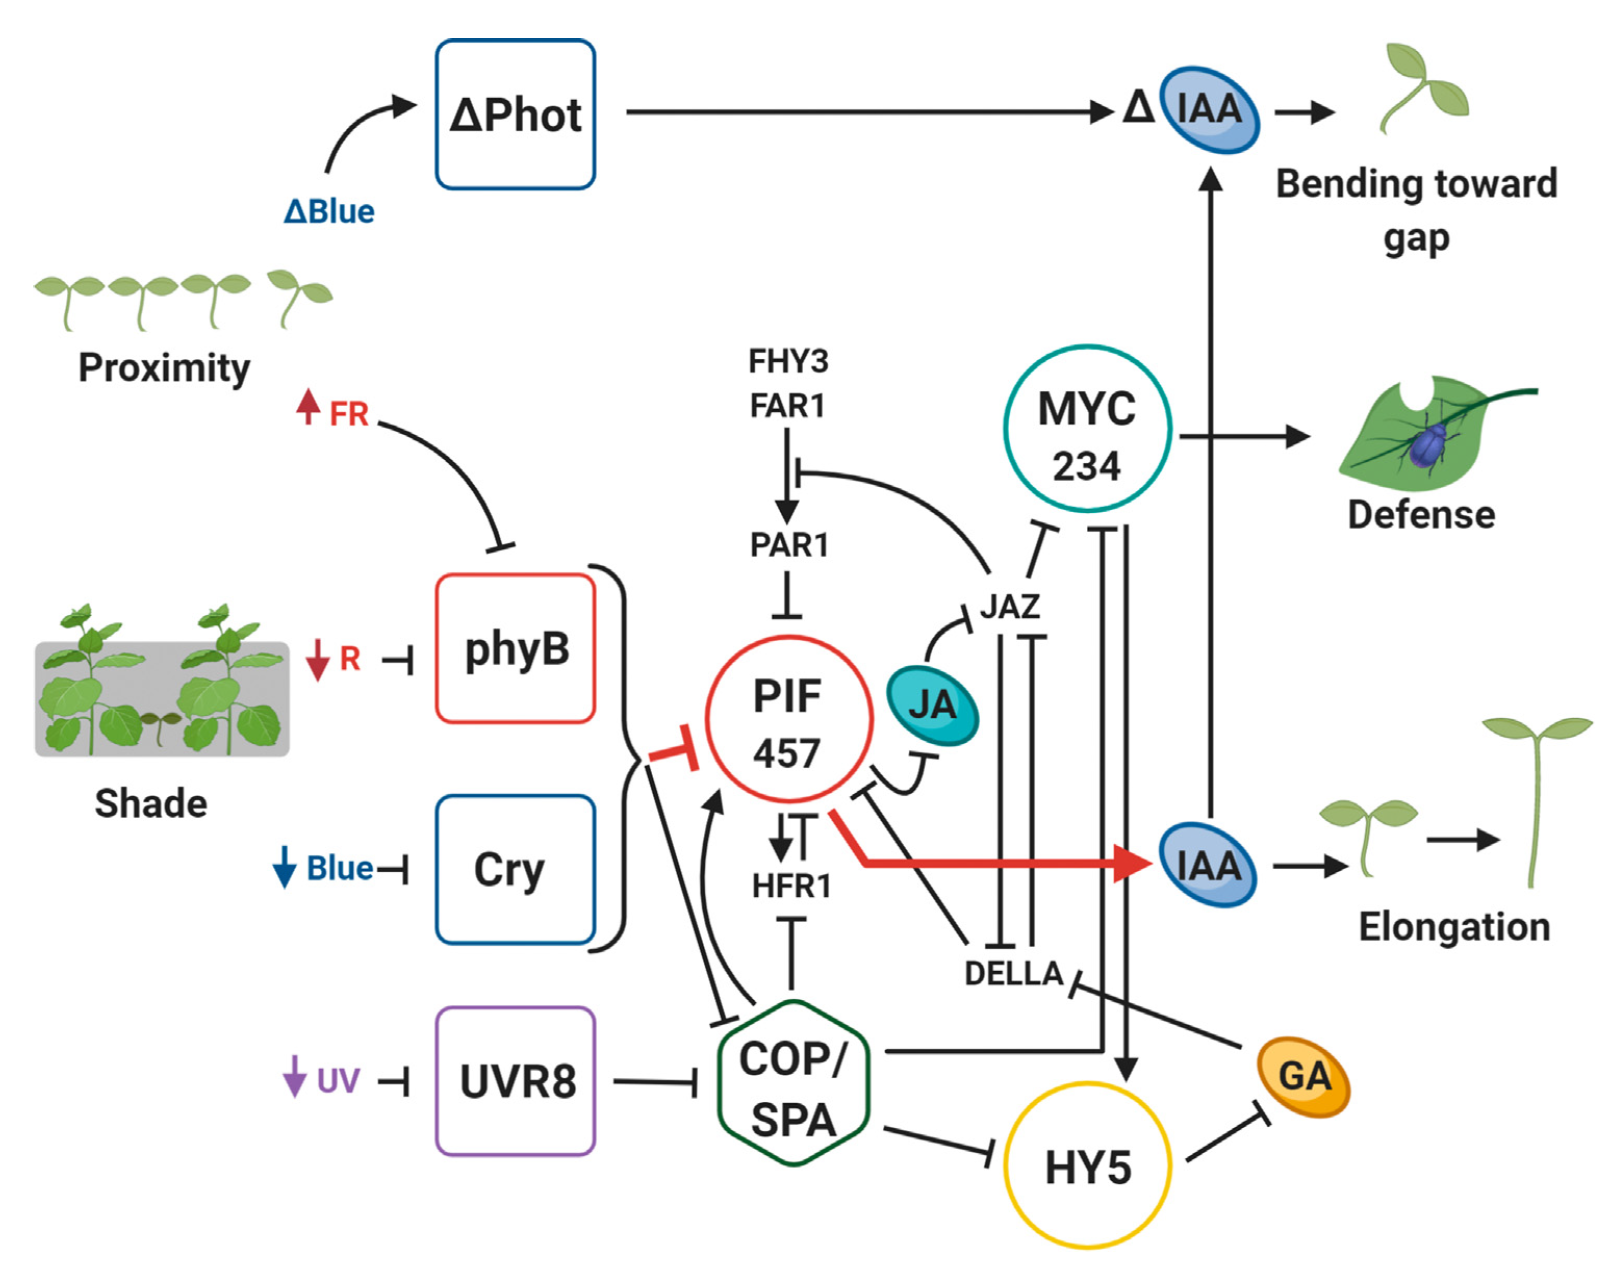 ΔPhot
Δ IAA
Bending toward
gap
ΔBlue
Proximity
FR
FHY3
FAR1
PAR1
MYC
234
Defense
JAZ
phyB
R
Shade
PIF
457
JA
Blue
Cry
HFR1
IAA
Elongation
DELLA
UV
UVR8
COP/
SPA
GA
HY5